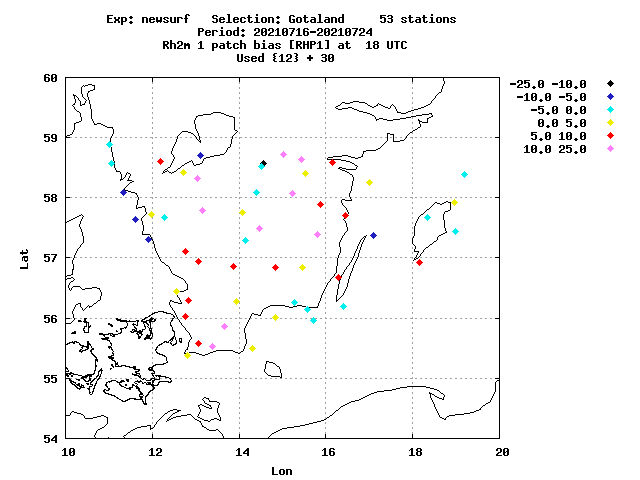 Exp: newsurf   Selection: Gotaland     53 stations
Period: 20210716-20210724
Rh2m 1 patch bias [RHP1] at  18 UTC
Used {12} + 30
-25.0 -10.0
-10.0 -5.0
-5.0 0.0
0.0 5.0
5.0 10.0
10.0 25.0
60
59
58
57
56
55
54
Lat
10 12 14 16 18 20
Lon